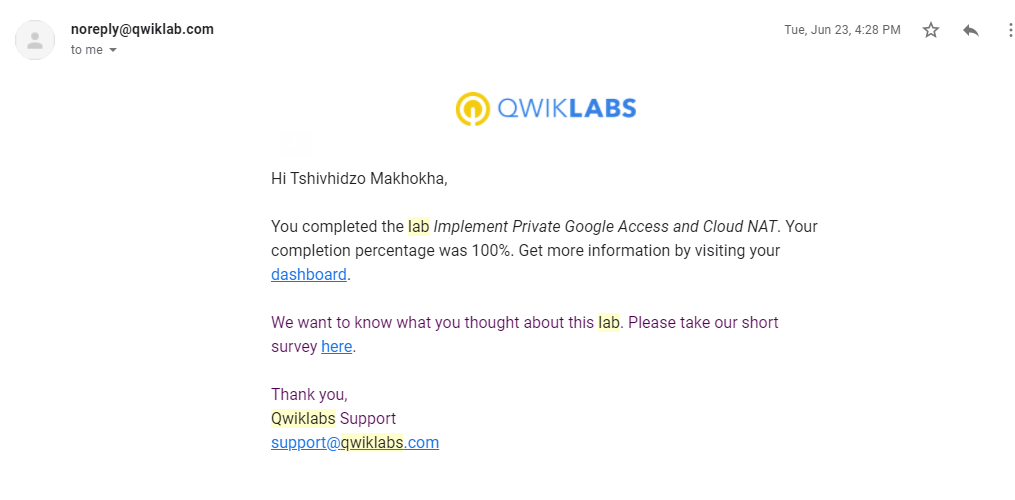 noreply@qwiklab.com
Tue, Jun 23, 4:28 PM
to me
QWIKLABS
Hi Tshivhidzo Makhokha,
You completed the lab Implement Private Google Access and Cloud NAT. Your
completion percentage was 100%. Get more information by visiting your
dashboard.
We want to know what you thought about this lab. Please take our short
survey here.
Thank you,
Qwiklabs Support
support@qwiklabs.com